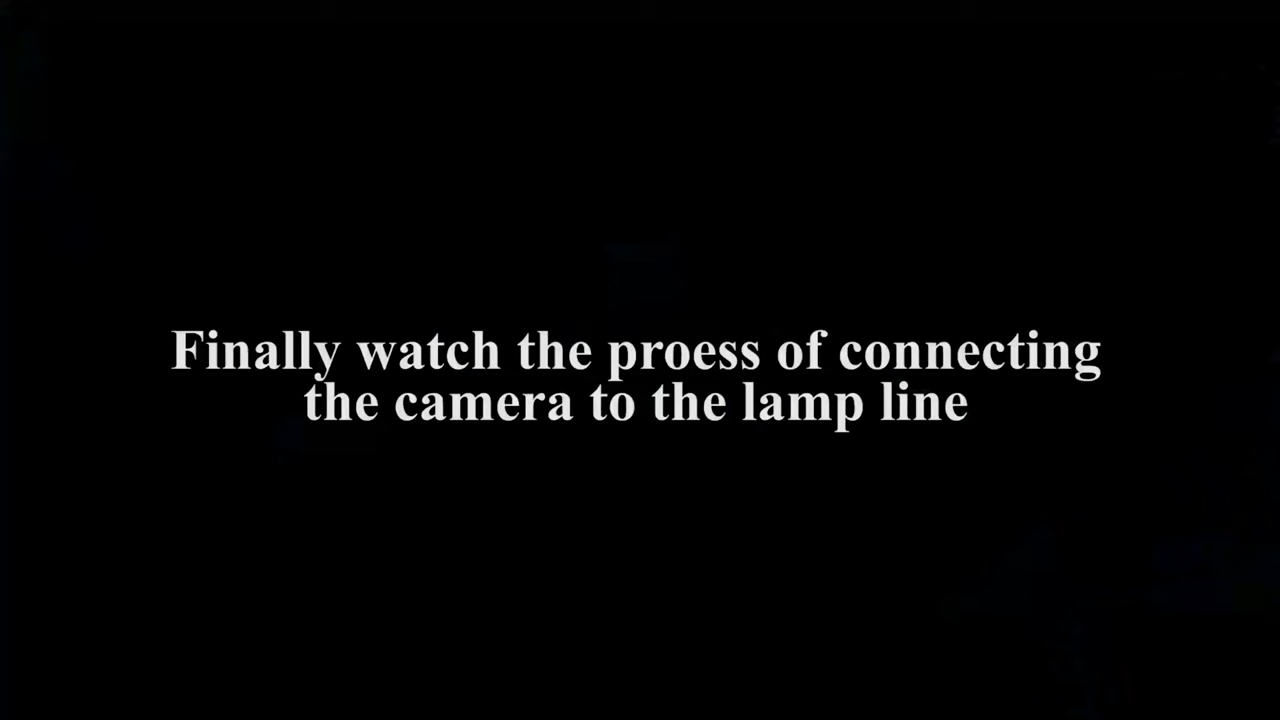 Finally watch the proess of connecting
the camera to the lamp line